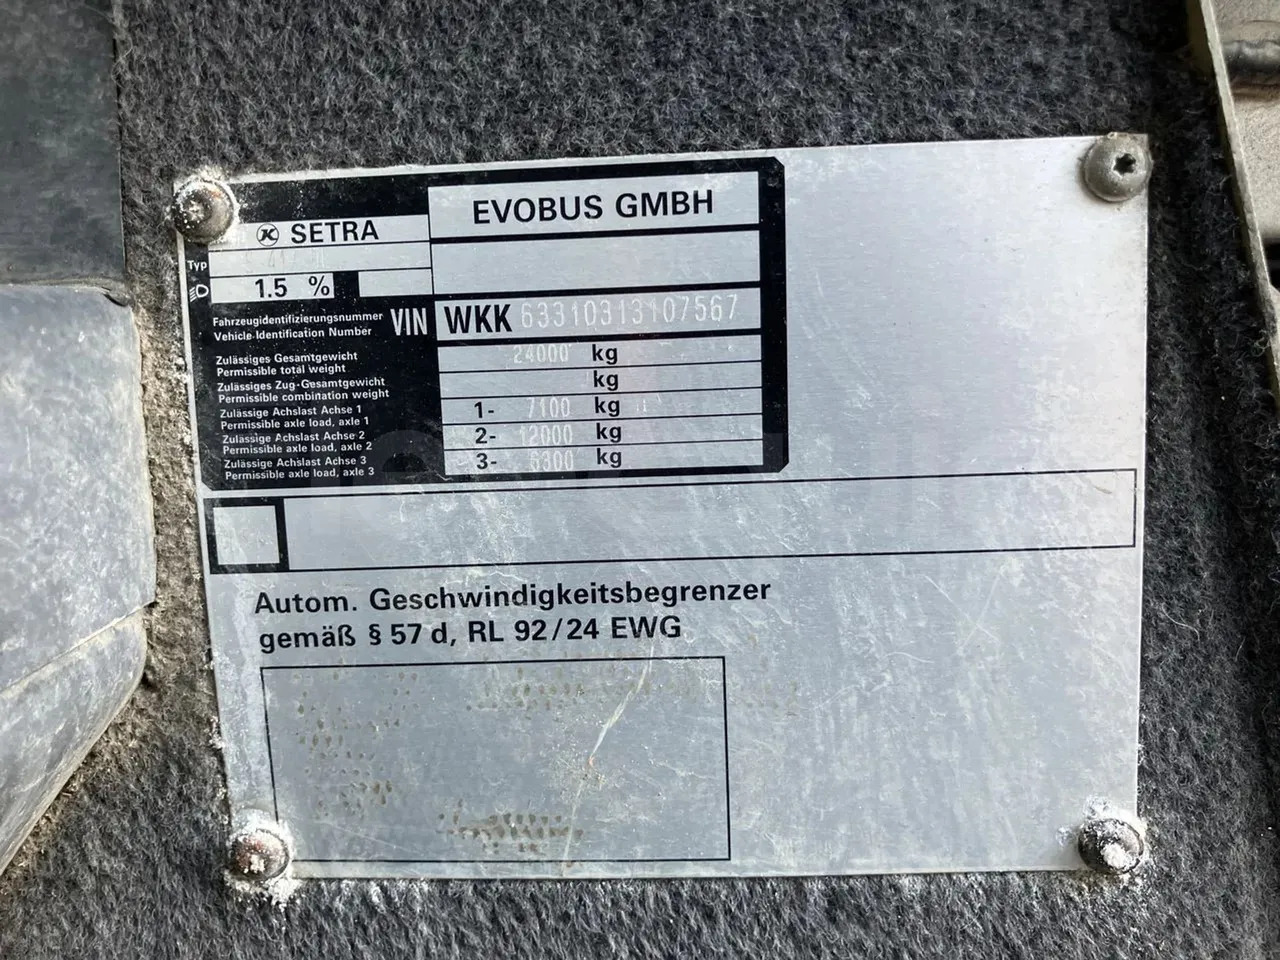 EVOBUS GMBH
SETRA
Typ
1.5 %
Fahrzeugidentifizierungsnummer
Vehicle Identification Number
VIN WKK 63310313107567
Zulässiges Gesamtgewicht
Permissible total weight
24000 kg
Zulässiges Zug-Gesamtgewicht
Permissible combination weight
kg
Zulässige Achslast Achse 1
Permissible axle load, axle 1
1- 7100 kg
Zulässige Achslast Achse 2
Permissible axle load, axle 2
2- 12000 kg
Zulässige Achslast Achse 3
Permissible axle load, axle 3
3- 6300 kg
Autom. Geschwindigkeitsbegrenzer
gemäß § 57 d, RL 92/24 EWG